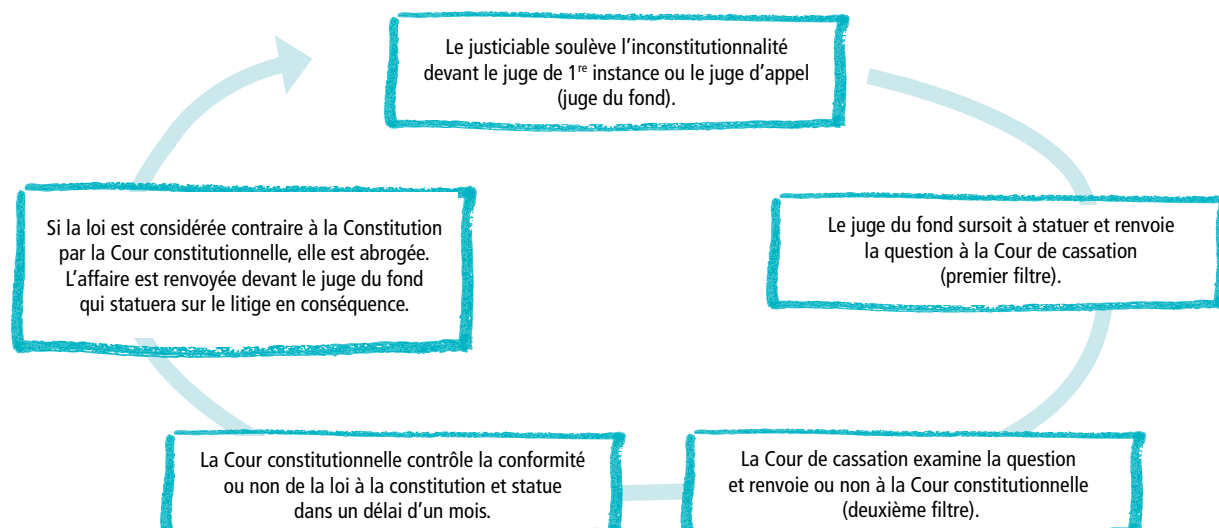 Le justiciable soulève l’inconstitutionnalité
devant le juge de 1re instance ou le juge d’appel
(juge du fond).
Le juge du fond sursoit à statuer et renvoie
la question à la Cour de cassation
(premier filtre).
La Cour de cassation examine la question
et renvoie ou non à la Cour constitutionnelle
(deuxième filtre).
La Cour constitutionnelle contrôle la conformité
ou non de la loi à la constitution et statue
dans un délai d’un mois.
Si la loi est considérée contraire à la Constitution
par la Cour constitutionnelle, elle est abrogée.
L’affaire est renvoyée devant le juge du fond
qui statuera sur le litige en conséquence.